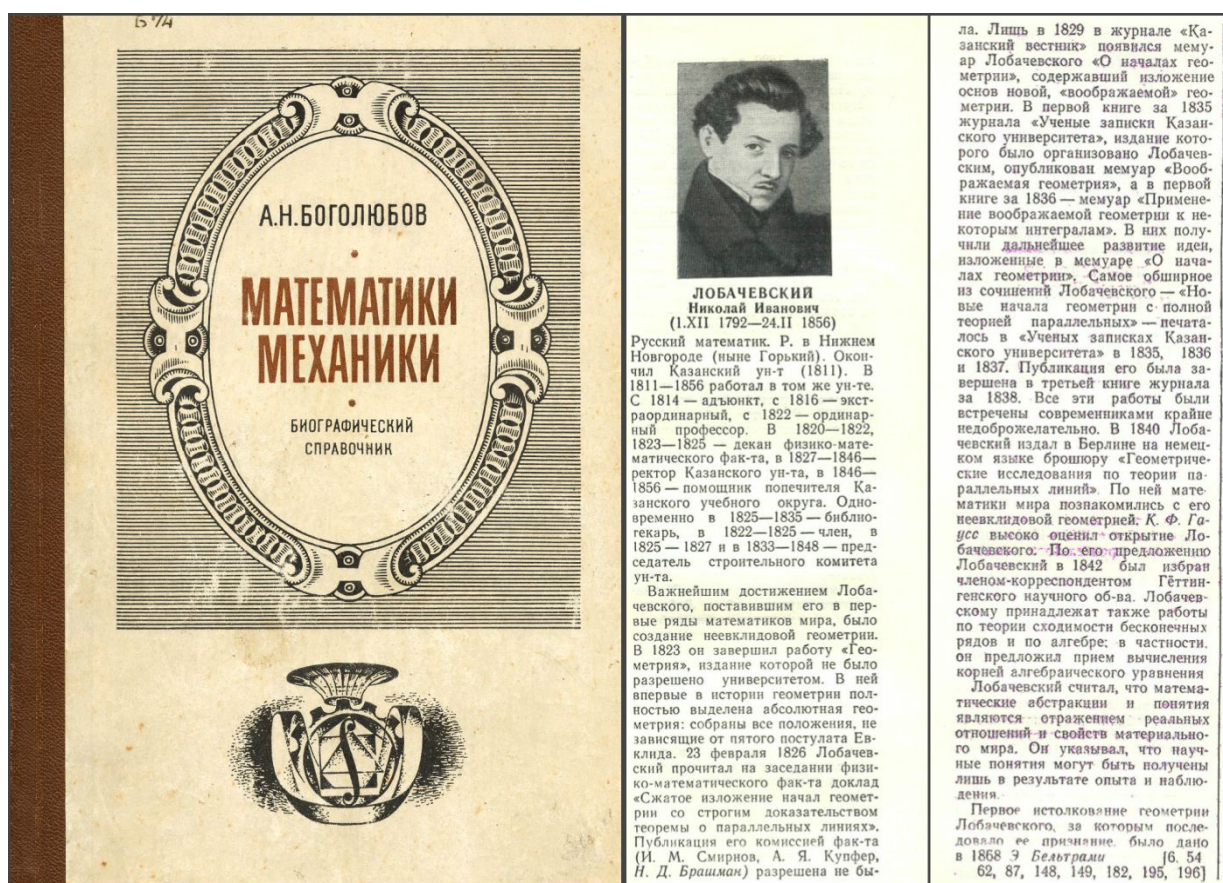 Б 74
А.Н.БОГОЛЮБОВ
МАТЕМАТИКИ
МЕХАНИКИ
БИОГРАФИЧЕСКИЙ
СПРАВОЧНИК
ЛОБАЧЕВСКИЙ
Николай Иванович
(1.XII 1792—24.II 1856)
Русский математик. Р. в Нижнем
Новгороде (ныне Горький). Окон-
чил Казанский ун-т (1811). В
1811—1856 работал в том же ун-те.
С 1814 — адъюнкт, с 1816 — экст-
раординарный, с 1822 — ординар-
ный профессор. В 1820—1822,
1823—1825 — декан физико-мате-
матического фак-та, в 1827—1846—
ректор Казанского ун-та, в 1846—
1856 — помощник попечителя Ка-
занского учебного округа. Одно-
временно в 1825—1835 — библио-
текарь, в 1822—1825 — член, в
1825 — 1827 и в 1833—1848 — пред-
седатель строительного комитета
ун-та.
Важнейшим достижением Лоба-
чевского, поставившим его в пер-
вые ряды математиков мира, было
создание неевклидовой геометрии.
В 1823 он завершил работу «Гео-
метрия», издание которой не было
разрешено университетом. В ней
впервые в истории геометрии пол-
ностью выделена абсолютная гео-
метрия: собраны все положения, не
зависящие от пятого постулата Ев-
клида. 23 февраля 1826 Лобачев-
ский прочитал на заседании физи-
ко-математического фак-та доклад
«Сжатое изложение начал геомет-
рии со строгим доказательством
теоремы о параллельных линиях».
Публикация его комиссией фак-та
(И. М. Смирнов, А. Я. Купфер,
Н. Д. Брашман) разрешена не бы-
ла. Лишь в 1829 в журнале «Ка-
занский вестник» появился мему-
ар Лобачевского «О началах гео-
метрии», содержавший изложение
основ новой, «воображаемой» гео-
метрии. В первой книге за 1835
журнала «Ученые записки Казан-
ского университета», издание кото-
рого было организовано Лобачев-
ским, опубликован мемуар «Вооб-
ражаемая геометрия», а в первой
книге за 1836 — мемуар «Примене-
ние воображаемой геометрии к не-
которым интегралам». В них полу-
чили дальнейшее развитие идеи,
изложенные в мемуаре «О нача-
лах геометрии». Самое обширное
из сочинений Лобачевского — «Но-
вые начала геометрии с полной
теорией параллельных» — печата-
лось в «Ученых записках Казан-
ского университета» в 1835, 1836
и 1837. Публикация его была за-
вершена в третьей книге журнала
за 1838. Все эти работы были
встречены современниками крайне
недоброжелательно. В 1840 Лоба-
чевский издал в Берлине на немец-
ком языке брошюру «Геометриче-
ские исследования по теории па-
раллельных линий». По ней мате-
матики мира познакомились с его
неевклидовой геометрией. К. Ф. Га-
усс высоко оценил открытие Ло-
бачевского. По его предложению
Лобачевский в 1842 был избран
членом-корреспондентом Гёттин-
генского научного об-ва. Лобачев-
скому принадлежат также работы
по теории сходимости бесконечных
рядов и по алгебре; в частности,
он предложил прием вычисления
корней алгебраического уравнения
Лобачевский считал, что матема-
тические абстракции и понятия
являются отражением реальных
отношений и свойств материально-
го мира. Он указывал, что науч-
ные понятия могут быть получены
лишь в результате опыта и наблю-
дения.
Первое истолкование геометрии
Лобачевского, за которым после-
довало ее признание, было дано
в 1868 Э Бельтрами [6. 54
62, 87, 148, 149, 182, 195, 196]